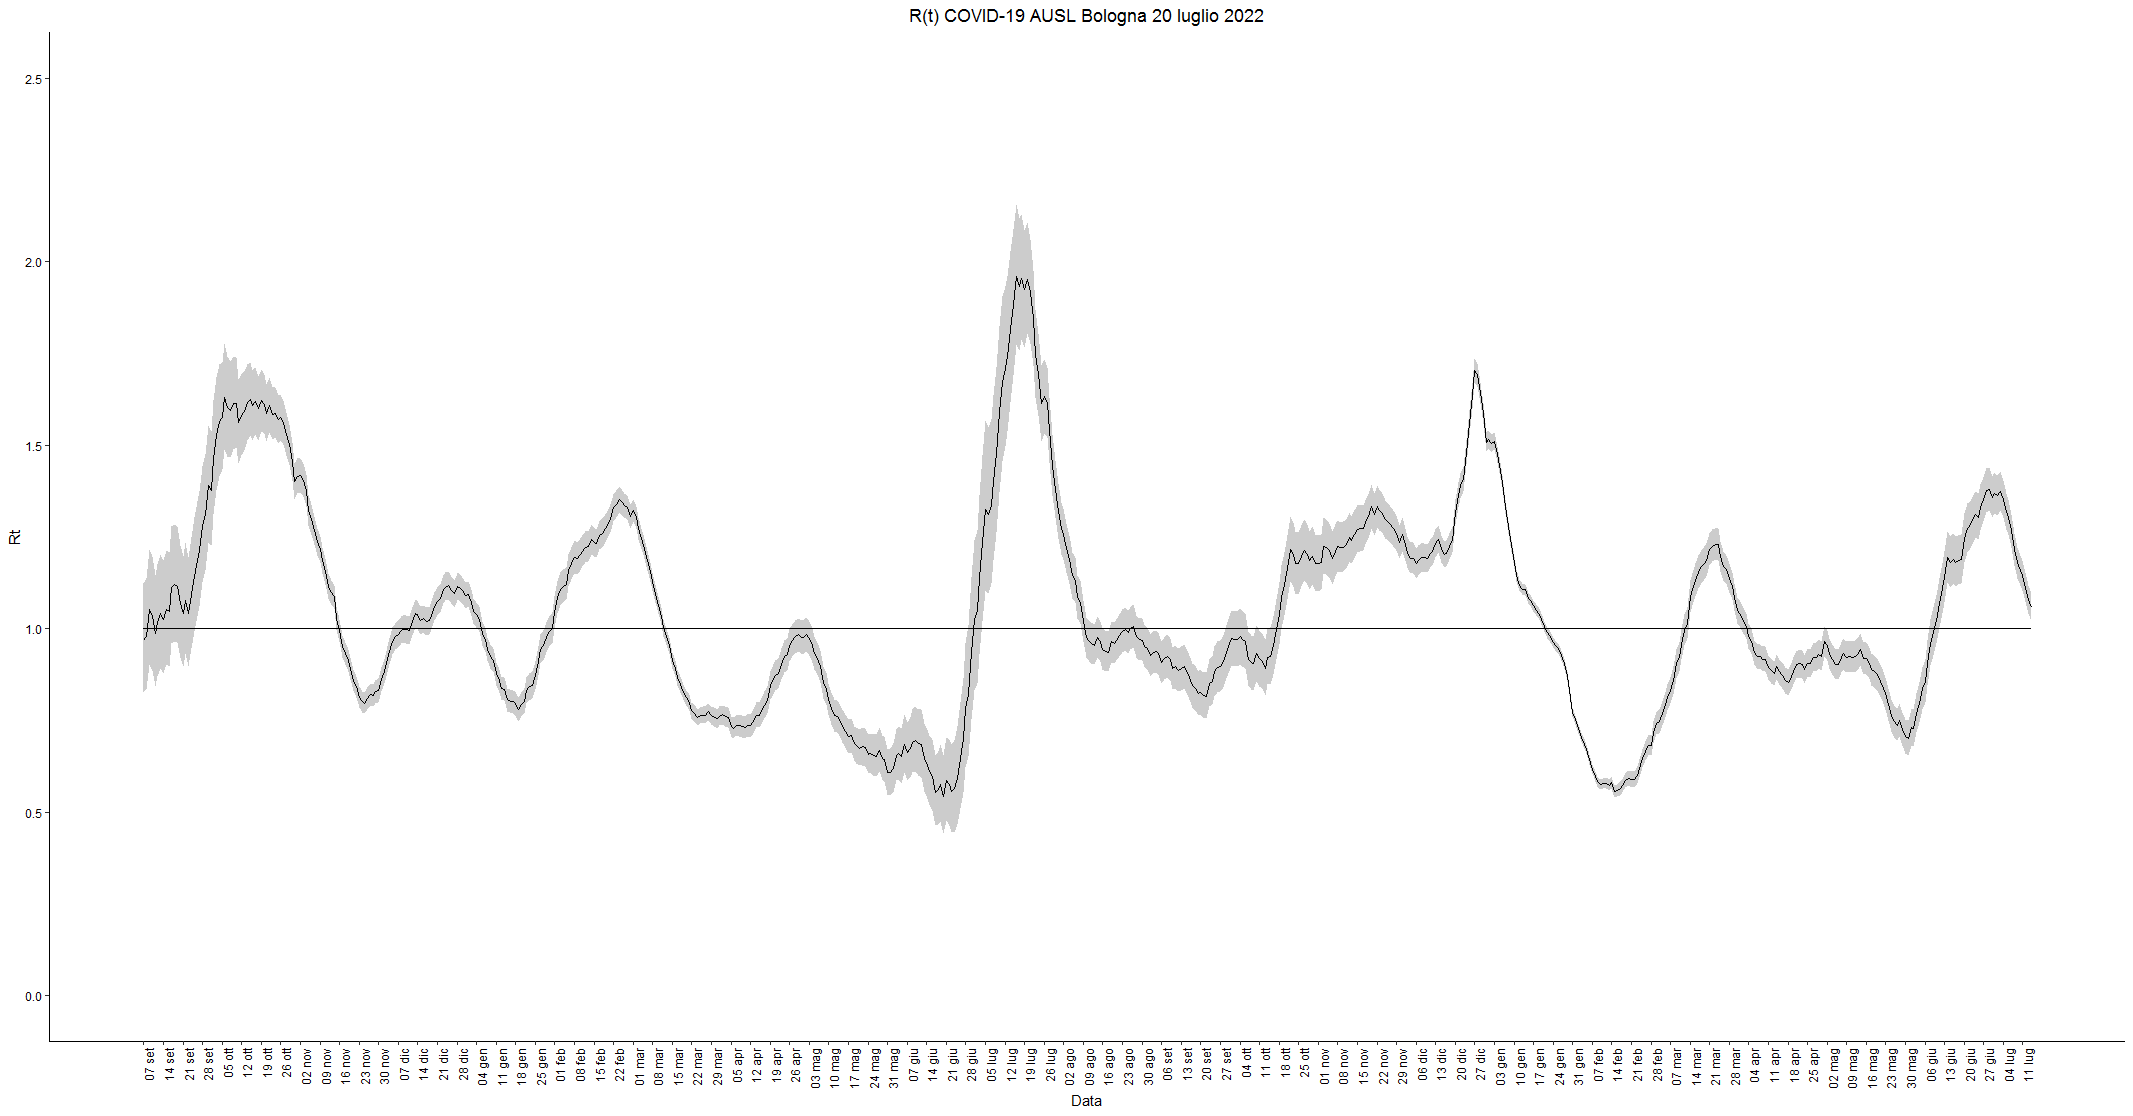 R(t) COVID-19 AUSL Bologna 20 luglio 2022
2.5
2.0
1.5
1.0
0.5
0.0
Rt
07 set
14 set
21 set
28 set
05 ott
12 ott
19 ott
26 ott
02 nov
09 nov
16 nov
23 nov
30 nov
07 dic
14 dic
21 dic
28 dic
04 gen
11 gen
18 gen
25 gen
01 feb
08 feb
15 feb
22 feb
01 mar
08 mar
15 mar
22 mar
29 mar
05 apr
12 apr
19 apr
26 apr
03 mag
10 mag
17 mag
24 mag
31 mag
07 giu
14 giu
21 giu
28 giu
05 lug
12 lug
19 lug
26 lug
02 ago
09 ago
16 ago
23 ago
30 ago
06 set
13 set
20 set
27 set
04 ott
11 ott
18 ott
25 ott
01 nov
08 nov
15 nov
22 nov
29 nov
06 dic
13 dic
20 dic
27 dic
03 gen
10 gen
17 gen
24 gen
31 gen
07 feb
14 feb
21 feb
28 feb
07 mar
14 mar
21 mar
28 mar
04 apr
11 apr
18 apr
25 apr
02 mag
09 mag
16 mag
23 mag
30 mag
06 giu
13 giu
20 giu
27 giu
04 lug
11 lug
Data